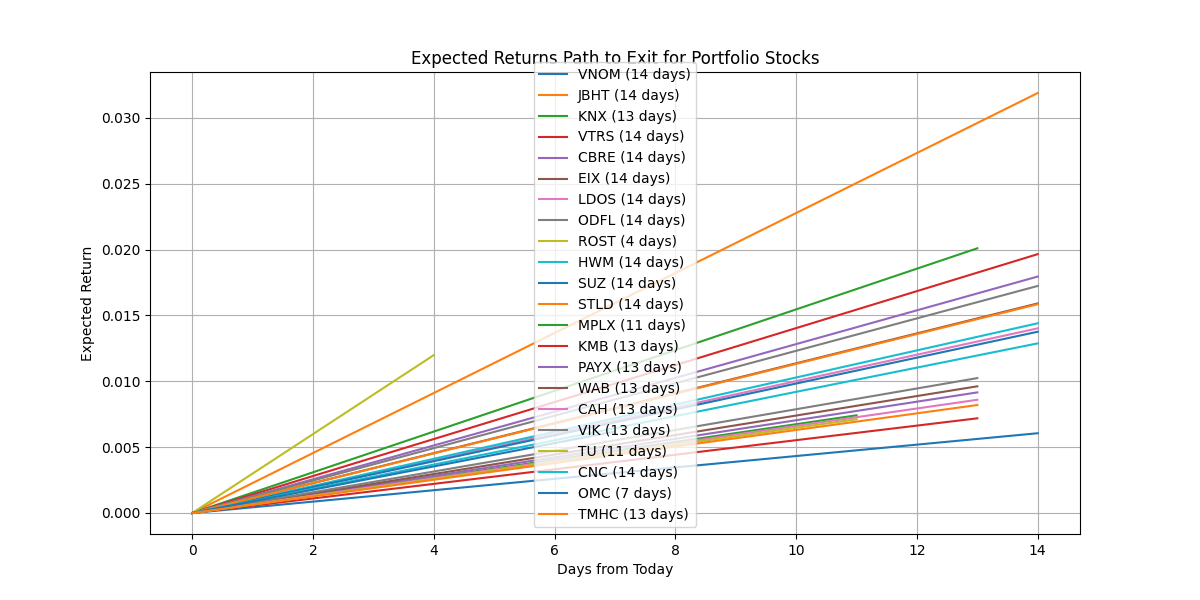 Expected Returns Path to Exit for Portfolio Stocks
VNOM (14 days)
JBHT (14 days)
KNX (13 days)
VTRS (14 days)
CBRE (14 days)
EIX (14 days)
LDOS (14 days)
ODFL (14 days)
ROST (4 days)
HWM (14 days)
SUZ (14 days)
STLD (14 days)
MPLX (11 days)
KMB (13 days)
PAYX (13 days)
WAB (13 days)
CAH (13 days)
VIK (13 days)
TU (11 days)
CNC (14 days)
OMC (7 days)
TMHC (13 days)
Expected Return
0.030
0.025
0.020
0.015
0.010
0.005
0.000
0 2 4 6 8 10 12 14
Days from Today